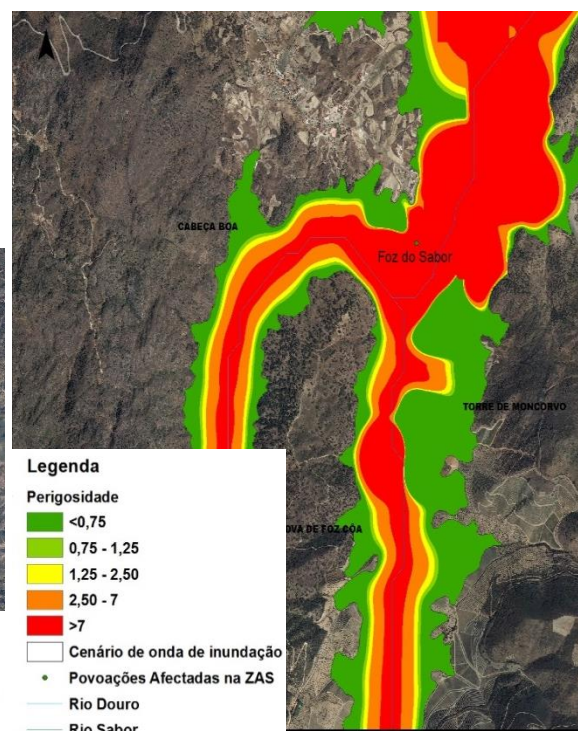 CABEÇA BOA
Foz do Sabor
TORRE DE MONCORVO
OVA DE FOZ CÔA
Legenda
Perigosidade
<0,75
0,75 - 1,25
1,25 - 2,50
2,50 - 7
>7
Cenário de onda de inundação
Povoações Afectadas na ZAS
Rio Douro
Rio Sabor